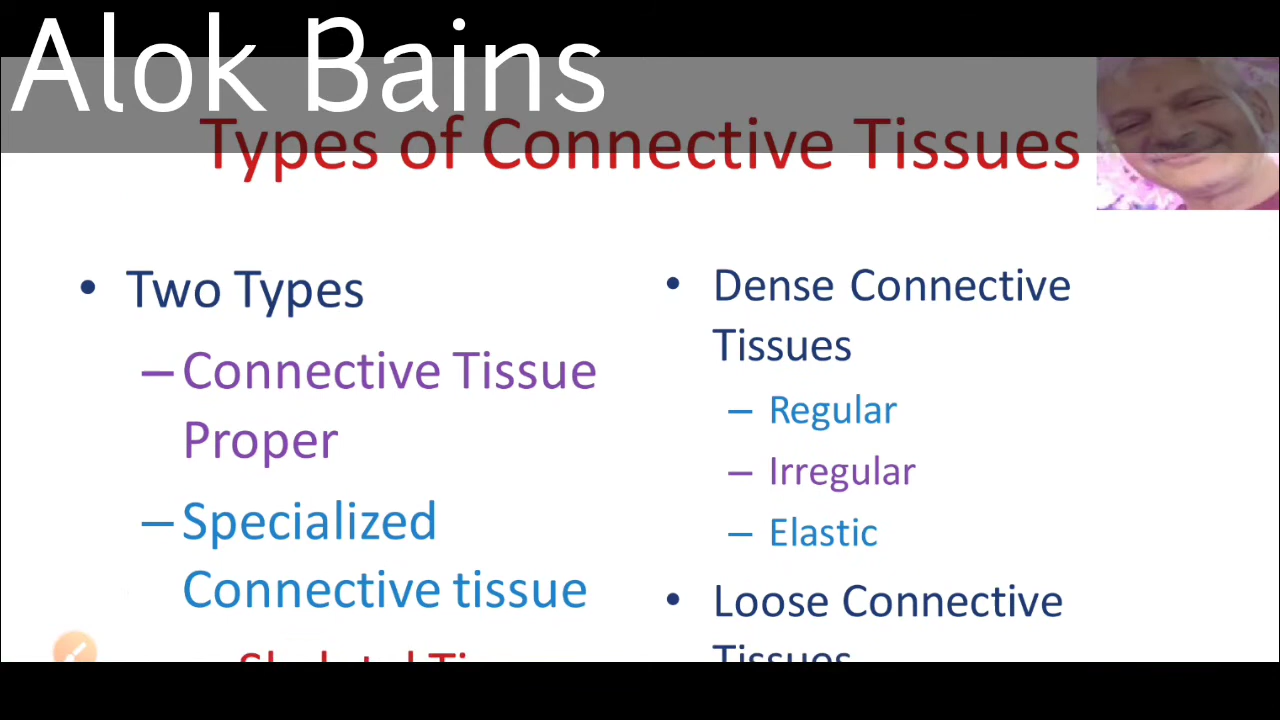 Alok Bains
Types of Connective Tissues
• Two Types
– Connective Tissue
Proper
– Specialized
Connective tissue
• Dense Connective
Tissues
– Regular
– Irregular
– Elastic
• Loose Connective
Tissues